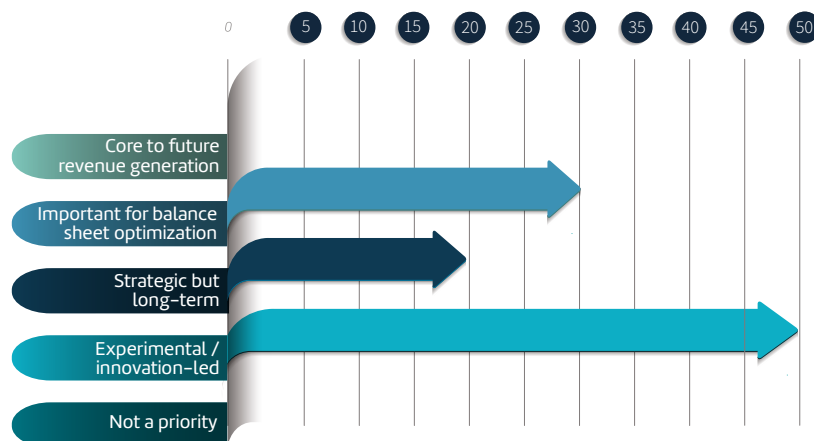 0 5 10 15 20 25 30 35 40 45 50
Core to future
revenue generation
Important for balance
sheet optimization
Strategic but
long-term
Experimental /
innovation-led
Not a priority